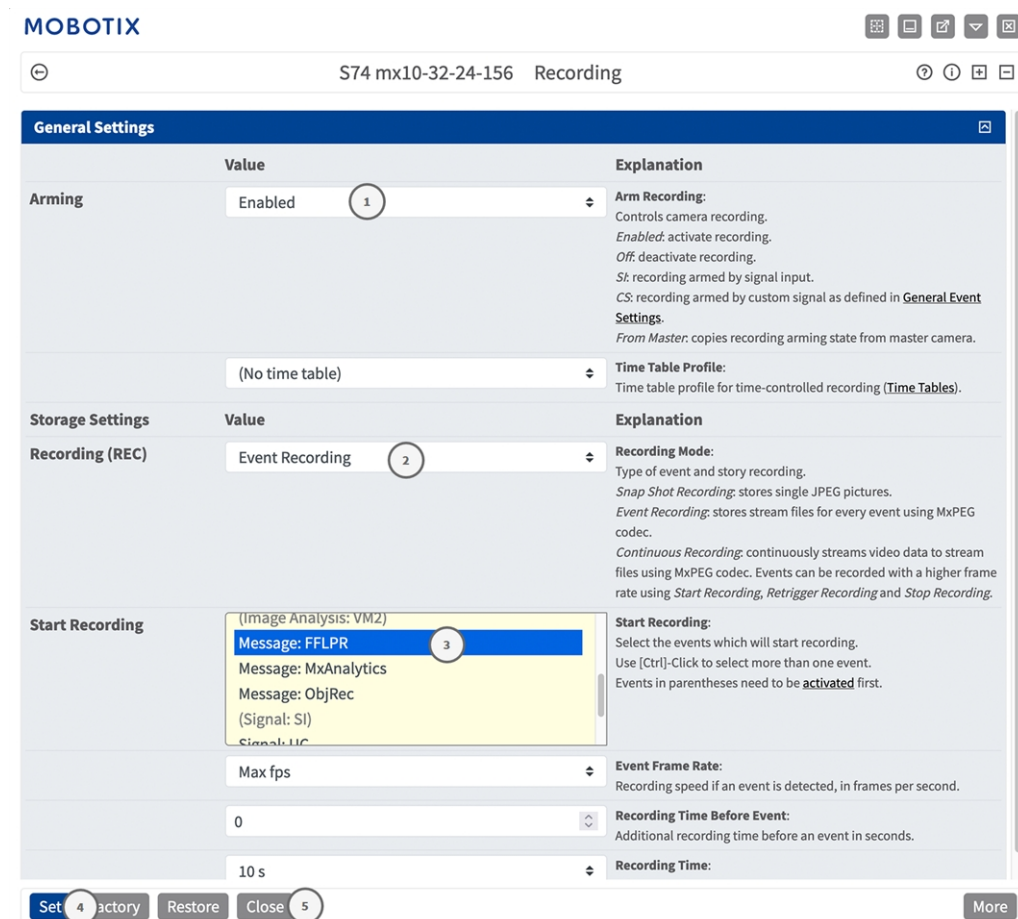 MOBOTIX
S74 mx10-32-24-156 Recording
General Settings
Value Explanation
Arming
Enabled 1
Arm Recording:
Controls camera recording.
Enabled: activate recording.
Off: deactivate recording.
SI: recording armed by signal input.
CS: recording armed by custom signal as defined in General Event
Settings.
From Master: copies recording arming state from master camera.
(No time table)
Time Table Profile:
Time table profile for time-controlled recording (Time Tables).
Storage Settings Value Explanation
Recording (REC)
Event Recording 2
Recording Mode:
Type of event and story recording.
Snap Shot Recording: stores single JPEG pictures.
Event Recording: stores stream files for every event using MxPEG
codec.
Continuous Recording: continuously streams video data to stream
files using MxPEG codec. Events can be recorded with a higher frame
rate using Start Recording, Retrigger Recording and Stop Recording.
Start Recording
(Image Analysis: VM2)
Message: FFLPR 3
Message: MxAnalytics
Message: ObjRec
(Signal: SI)
Signal: UC
Start Recording:
Select the events which will start recording.
Use [Ctrl]-Click to select more than one event.
Events in parentheses need to be activated first.
Max fps
Event Frame Rate:
Recording speed if an event is detected, in frames per second.
0
Recording Time Before Event:
Additional recording time before an event in seconds.
10 s
Recording Time:
Set 4 actory Restore Close 5 More